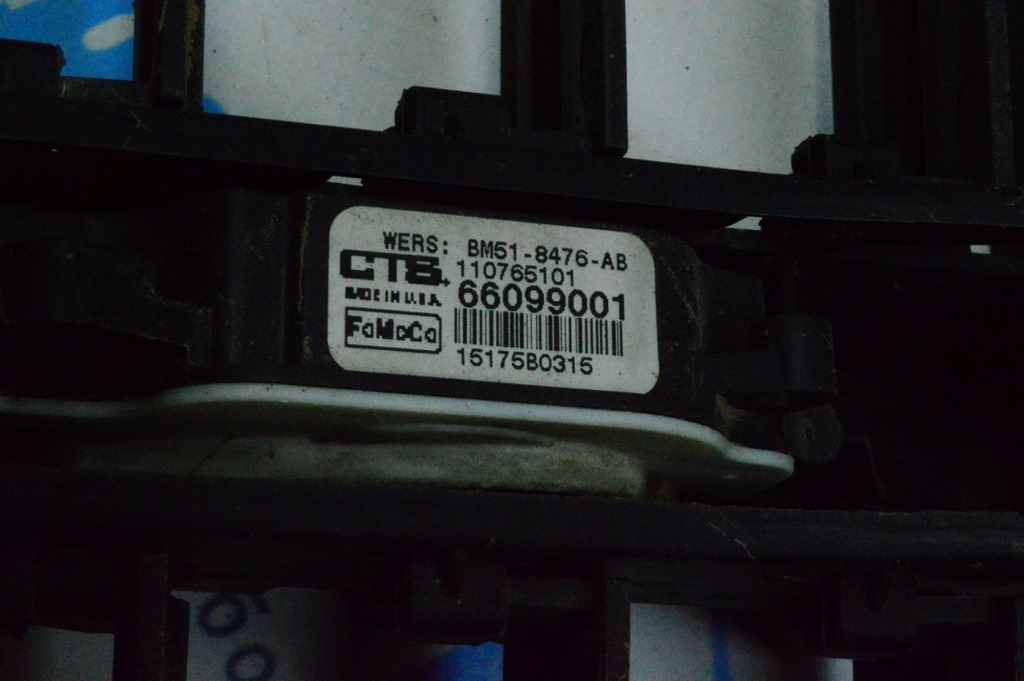 WERS: BM51-8476-AB
CTS. 110765101
MADE IN U.S.A. 66099001
FoMoCo
15175B0315